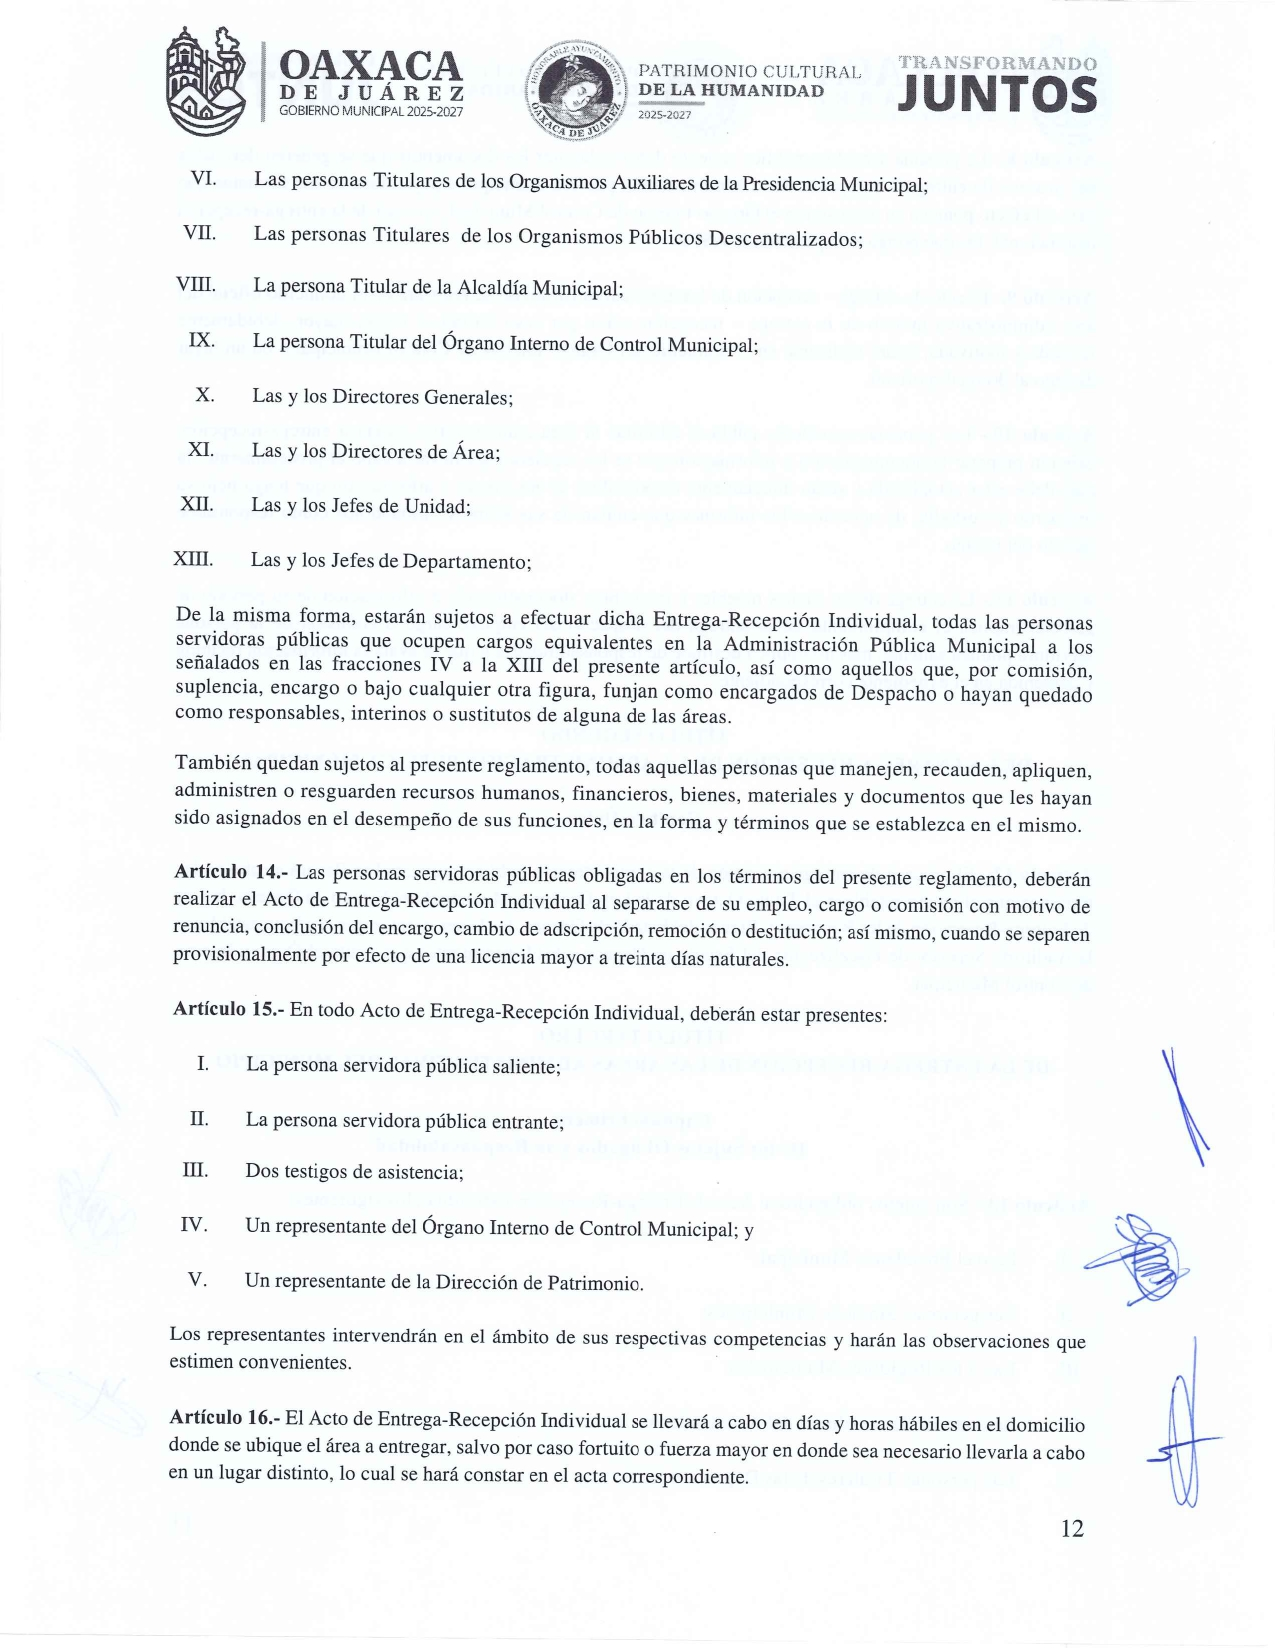 OAXACA
DE JUÁREZ
GOBIERNO MUNICIPAL 2025-2027
HONORABLE AYUNTAMIENTO
OAXACA DE JUÁREZ
PATRIMONIO CULTURAL
DE LA HUMANIDAD
2025-2027
TRANSFORMANDO
JUNTOS
VI. Las personas Titulares de los Organismos Auxiliares de la Presidencia Municipal;
VII. Las personas Titulares de los Organismos Públicos Descentralizados;
VIII. La persona Titular de la Alcaldía Municipal;
IX. La persona Titular del Órgano Interno de Control Municipal;
X. Las y los Directores Generales;
XI. Las y los Directores de Área;
XII. Las y los Jefes de Unidad;
XIII. Las y los Jefes de Departamento;
De la misma forma, estarán sujetos a efectuar dicha Entrega-Recepción Individual, todas las personas
servidoras públicas que ocupen cargos equivalentes en la Administración Pública Municipal a los
señalados en las fracciones IV a la XIII del presente artículo, así como aquellos que, por comisión,
suplencia, encargo o bajo cualquier otra figura, funjan como encargados de Despacho o hayan quedado
como responsables, interinos o sustitutos de alguna de las áreas.
También quedan sujetos al presente reglamento, todas aquellas personas que manejen, recauden, apliquen,
administren o resguarden recursos humanos, financieros, bienes, materiales y documentos que les hayan
sido asignados en el desempeño de sus funciones, en la forma y términos que se establezca en el mismo.
Artículo 14.- Las personas servidoras públicas obligadas en los términos del presente reglamento, deberán
realizar el Acto de Entrega-Recepción Individual al separarse de su empleo, cargo o comisión con motivo de
renuncia, conclusión del encargo, cambio de adscripción, remoción o destitución; así mismo, cuando se separen
provisionalmente por efecto de una licencia mayor a treinta días naturales.
Artículo 15.- En todo Acto de Entrega-Recepción Individual, deberán estar presentes:
I. La persona servidora pública saliente;
II. La persona servidora pública entrante;
III. Dos testigos de asistencia;
IV. Un representante del Órgano Interno de Control Municipal; y
V. Un representante de la Dirección de Patrimonio.
Los representantes intervendrán en el ámbito de sus respectivas competencias y harán las observaciones que
estimen convenientes.
Artículo 16.- El Acto de Entrega-Recepción Individual se llevará a cabo en días y horas hábiles en el domicilio
donde se ubique el área a entregar, salvo por caso fortuito o fuerza mayor en donde sea necesario llevarla a cabo
en un lugar distinto, lo cual se hará constar en el acta correspondiente.
12